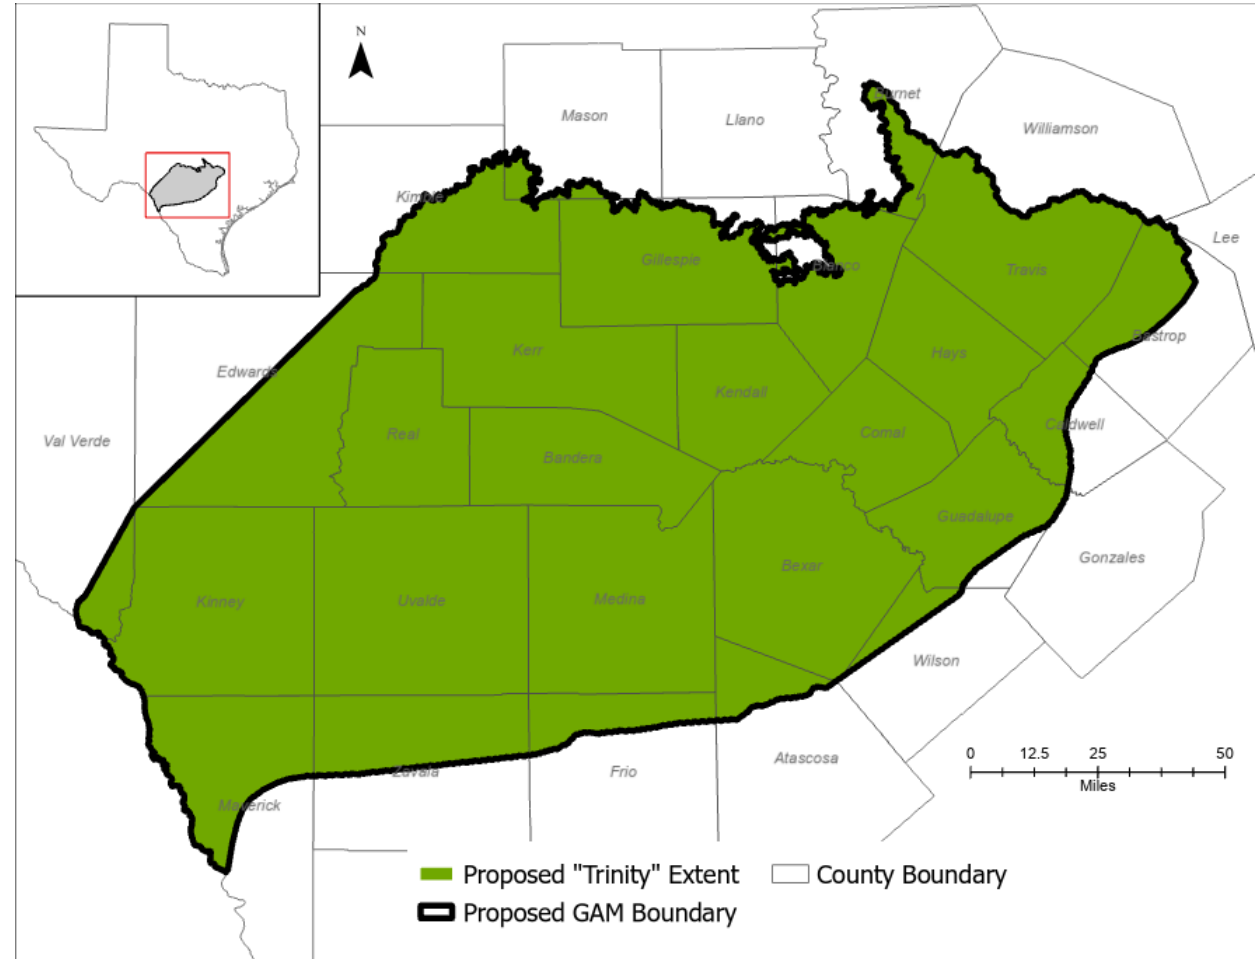 N
Mason
Llano
Burnet
Williamson
Kimble
Lee
Gillespie
Blanco
Travis
Bastrop
Kerr
Hays
Edwards
Kendall
Caldwell
Val Verde
Real
Comal
Bandera
Guadalupe
Gonzales
Bexar
Kinney
Uvalde
Medina
Wilson
Atascosa
Zavala
Frio
Maverick
0 12.5 25 50
Miles
Proposed "Trinity" Extent County Boundary
Proposed GAM Boundary